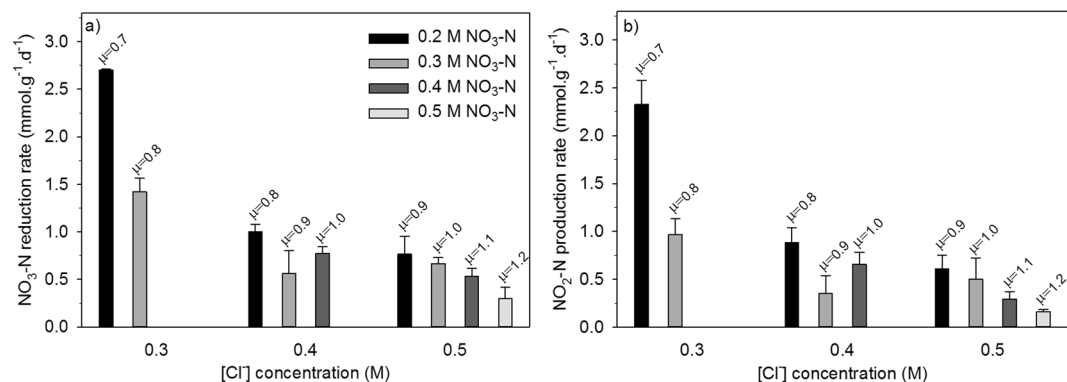 a)
NO₃-N reduction rate (mmol.g⁻¹.d⁻¹)
3.0
2.5
2.0
1.5
1.0
0.5
0.0
μ=0.7
μ=0.8
μ=0.8
μ=0.9
μ=1.0
μ=0.9
μ=1.0
μ=1.1
μ=1.2
0.2 M NO₃-N
0.3 M NO₃-N
0.4 M NO₃-N
0.5 M NO₃-N
0.3
0.4
0.5
[Cl⁻] concentration (M)
b)
NO₂-N production rate (mmol.g⁻¹.d⁻¹)
3.0
2.5
2.0
1.5
1.0
0.5
0.0
μ=0.7
μ=0.8
μ=0.8
μ=0.9
μ=1.0
μ=0.9
μ=1.0
μ=1.1
μ=1.2
0.3
0.4
0.5
[Cl⁻] concentration (M)